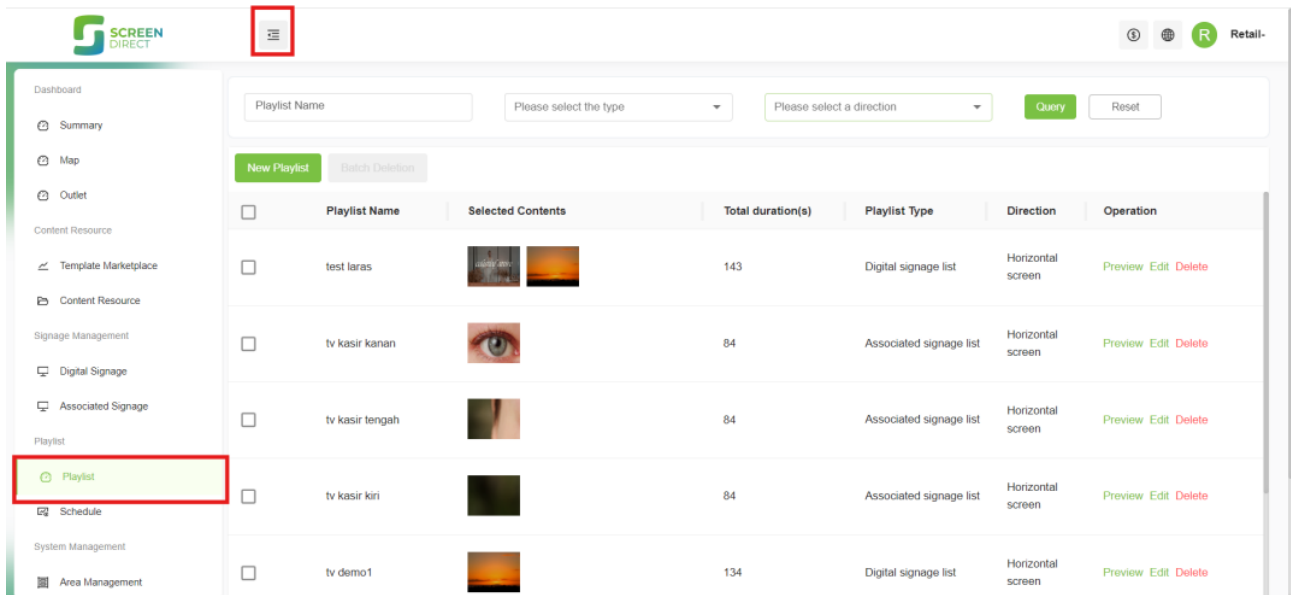 SCREEN
DIRECT
R
Retail-
Dashboard
Summary
Map
Outlet
Content Resource
Template Marketplace
Content Resource
Signage Management
Digital Signage
Associated Signage
Playlist
Playlist
Schedule
System Management
Area Management
Playlist Name
Please select the type
Please select a direction
Query
Reset
New Playlist
Batch Deletion
Playlist Name Selected Contents Total duration(s) Playlist Type Direction Operation
test laras 143 Digital signage list Horizontal screen Preview Edit Delete
tv kasir kanan 84 Associated signage list Horizontal screen Preview Edit Delete
tv kasir tengah 84 Associated signage list Horizontal screen Preview Edit Delete
tv kasir kiri 84 Associated signage list Horizontal screen Preview Edit Delete
tv demo1 134 Digital signage list Horizontal screen Preview Edit Delete